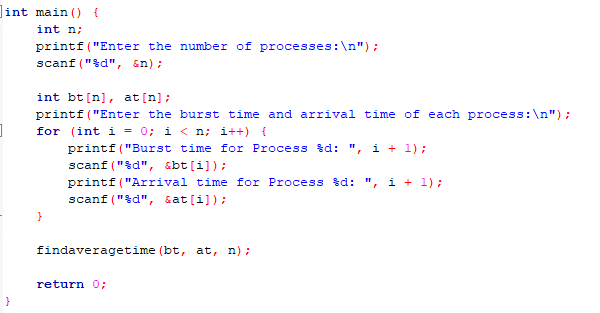 int main() {
    int n;
    printf("Enter the number of processes:\n");
    scanf("%d", &n);

    int bt[n], at[n];
    printf("Enter the burst time and arrival time of each process:\n");
    for (int i = 0; i < n; i++) {
        printf("Burst time for Process %d: ", i + 1);
        scanf("%d", &bt[i]);
        printf("Arrival time for Process %d: ", i + 1);
        scanf("%d", &at[i]);
    }

    findaveragetime(bt, at, n);

    return 0;
}